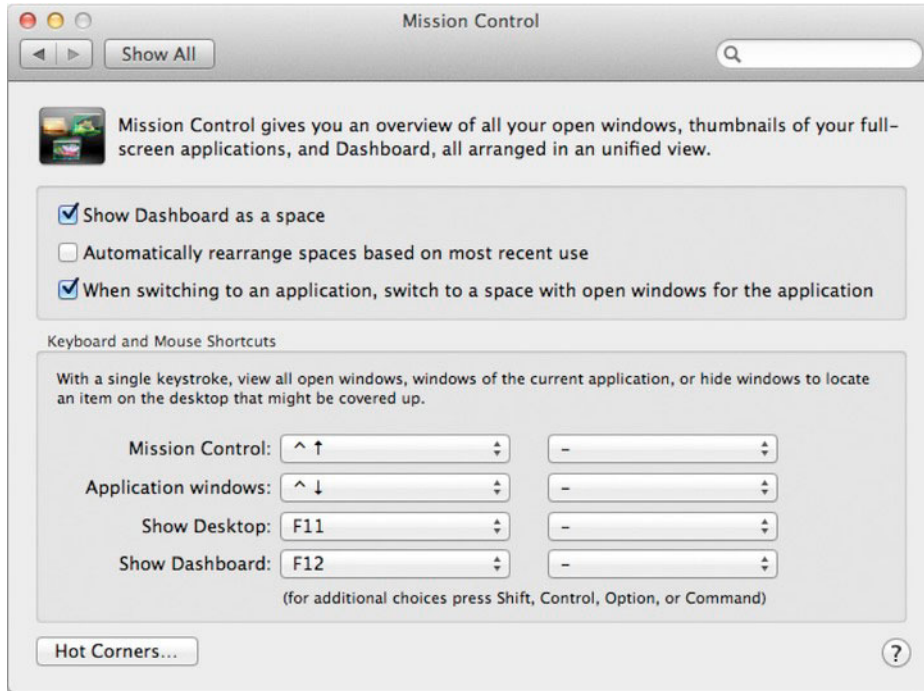 Mission Control
Show All
Mission Control gives you an overview of all your open windows, thumbnails of your full-
screen applications, and Dashboard, all arranged in an unified view.
Show Dashboard as a space
Automatically rearrange spaces based on most recent use
When switching to an application, switch to a space with open windows for the application
Keyboard and Mouse Shortcuts
With a single keystroke, view all open windows, windows of the current application, or hide windows to locate
an item on the desktop that might be covered up.
Mission Control: ^ ↑ –
Application windows: ^ ↓ –
Show Desktop: F11 –
Show Dashboard: F12 –
(for additional choices press Shift, Control, Option, or Command)
Hot Corners... ?